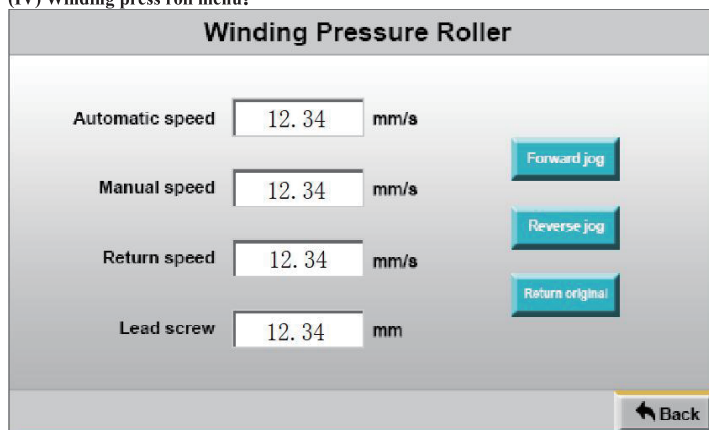 (IV) Winding press roll menu:
Winding Pressure Roller
Automatic speed 12.34 mm/s
Forward jog
Manual speed 12.34 mm/s
Reverse jog
Return speed 12.34 mm/s
Return original
Lead screw 12.34 mm
Back